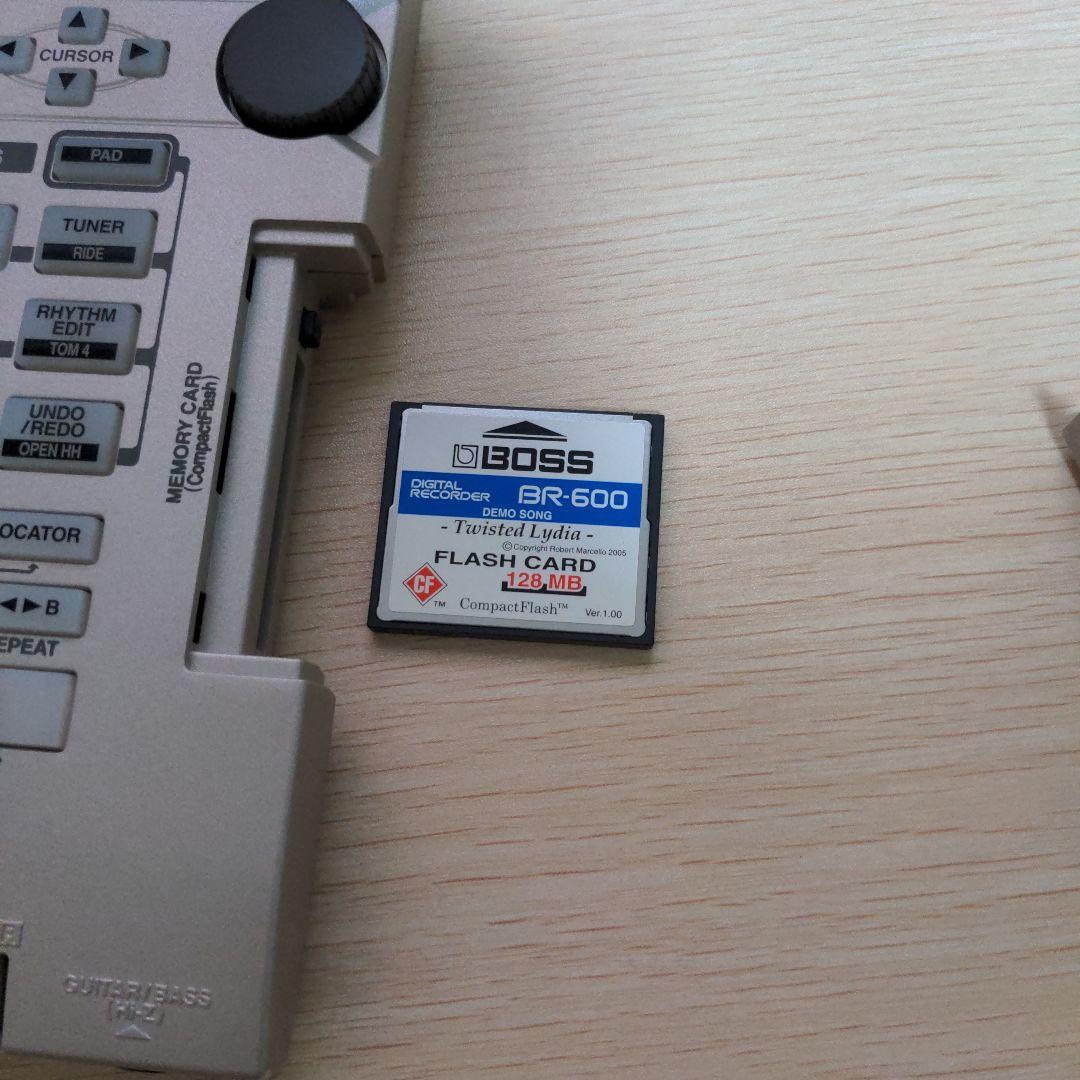 CURSOR
PAD
TUNER
RIDE
RHYTHM
EDIT
TOM 4
UNDO
/REDO
OPEN HH
MEMORY CARD
(CompactFlash)
OCATOR
B
EPEAT
GUITAR/BASS
(Hi-Z)
BOSS
DIGITAL
RECORDER
BR-600
DEMO SONG
- Twisted Lydia -
© Copyright Robert Marcello 2005
FLASH CARD
128 MB
CF
TM
CompactFlash™
Ver.1.00